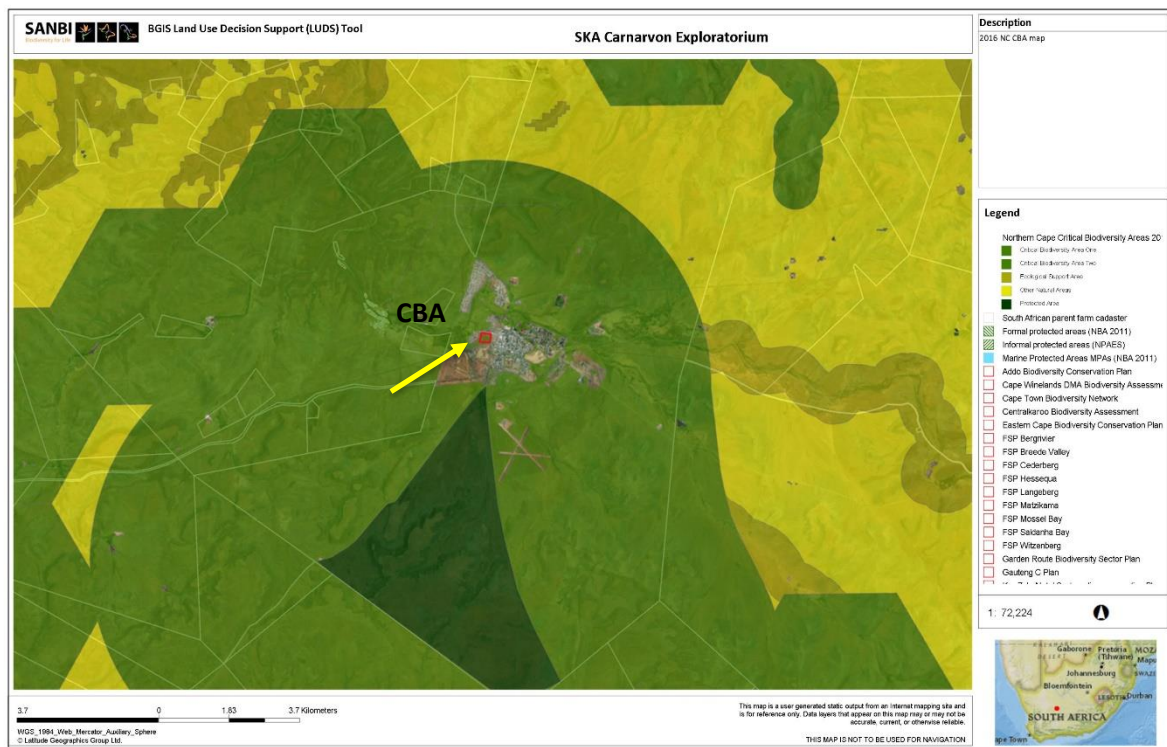 SANBI
Biodiversity for Life
BGIS Land Use Decision Support (LUDS) Tool
SKA Carnarvon Exploratorium
Description
2016 NC CBA map
CBA
Legend
Northern Cape Critical Biodiversity Areas 20
Critical Biodiversity Area One
Critical Biodiversity Area Two
Ecological Support Area
Other Natural Areas
Protected Area
South African parent farm cadaster
Formal protected areas (NBA 2011)
Informal protected areas (NPAES)
Marine Protected Areas MPAs (NBA 2011)
Addo Biodiversity Conservation Plan
Cape Winelands DMA Biodiversity Assessme
Cape Town Biodiversity Network
Centralkaroo Biodiversity Assessment
Eastern Cape Biodiversity Conservation Plan
FSP Bergrivier
FSP Breede Valley
FSP Cederberg
FSP Hessequa
FSP Langeberg
FSP Matzikama
FSP Mossel Bay
FSP Saldanha Bay
FSP Witzenberg
Garden Route Biodiversity Sector Plan
Gauteng C Plan
1: 72,224
Gaborone Pretoria MOZ
(Tshwane) Mapu
Johannesburg SWAZI
Bloemfontein
LESOTHO Durban
SOUTH AFRICA
ape Town
3.7 0 1.83 3.7 Kilometers
WGS_1984_Web_Mercator_Auxiliary_Sphere
© Latitude Geographics Group Ltd.
This map is a user generated static output from an Internet mapping site and
is for reference only. Data layers that appear on this map may or may not be
accurate, current, or otherwise reliable.
THIS MAP IS NOT TO BE USED FOR NAVIGATION